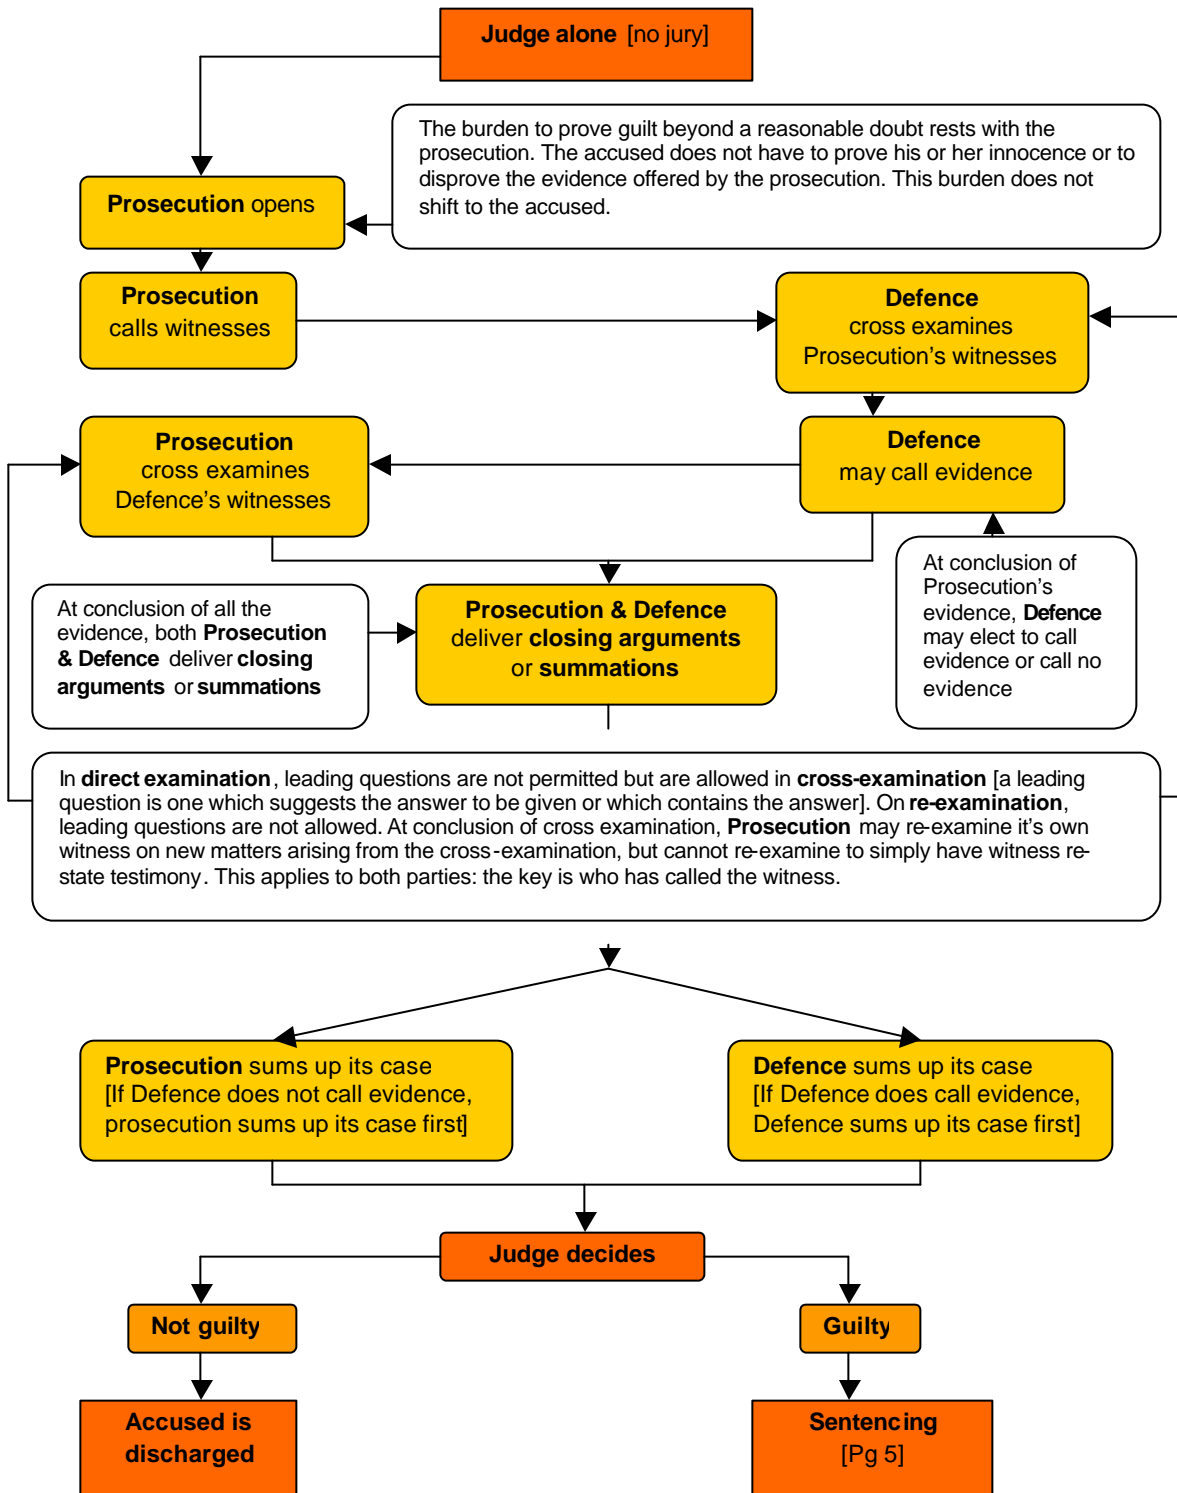 Judge alone [no jury]
The burden to prove guilt beyond a reasonable doubt rests with the
prosecution. The accused does not have to prove his or her innocence or to
disprove the evidence offered by the prosecution. This burden does not
shift to the accused.
Prosecution opens
Prosecution
calls witnesses
Defence
cross examines
Prosecution's witnesses
Prosecution
cross examines
Defence's witnesses
Defence
may call evidence
At conclusion of all the
evidence, both Prosecution
& Defence deliver closing
arguments or summations
Prosecution & Defence
deliver closing arguments
or summations
At conclusion of
Prosecution's
evidence, Defence
may elect to call
evidence or call no
evidence
In direct examination, leading questions are not permitted but are allowed in cross-examination [a leading
question is one which suggests the answer to be given or which contains the answer]. On re-examination,
leading questions are not allowed. At conclusion of cross examination, Prosecution may re-examine it's own
witness on new matters arising from the cross-examination, but cannot re-examine to simply have witness re-
state testimony. This applies to both parties: the key is who has called the witness.
Prosecution sums up its case
[If Defence does not call evidence,
prosecution sums up its case first]
Defence sums up its case
[If Defence does call evidence,
Defence sums up its case first]
Judge decides
Not guilty
Guilty
Accused is
discharged
Sentencing
[Pg 5]